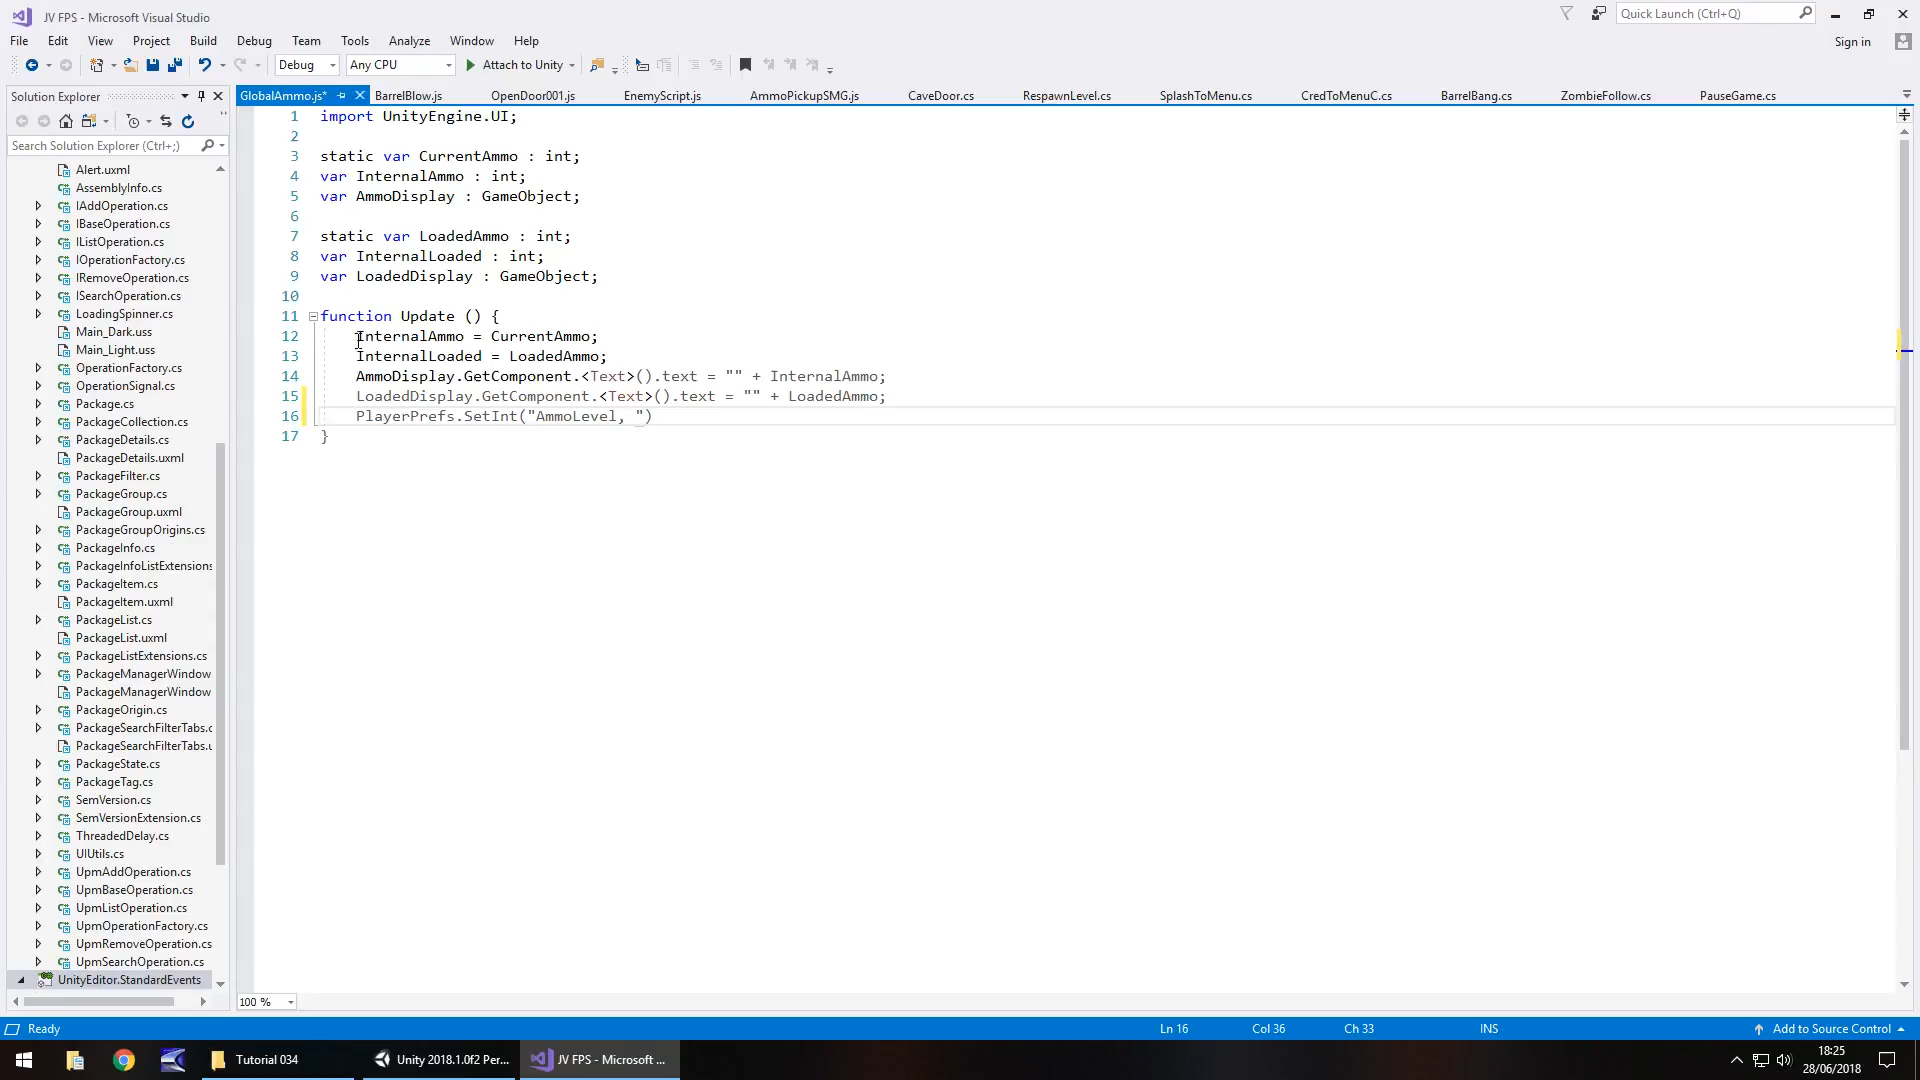 JV FPS - Microsoft Visual Studio
Quick Launch (Ctrl+Q)
File Edit View Project Build Debug Team Tools Analyze Window Help
Sign in
Debug Any CPU Attach to Unity
Solution Explorer
GlobalAmmo.js* BarrelBlow.js OpenDoor001.js EnemyScript.js AmmoPickupSMG.js CaveDoor.cs RespawnLevel.cs SplashToMenu.cs CredToMenuC.cs BarrelBang.cs ZombieFollow.cs PauseGame.cs
Search Solution Explorer (Ctrl+;)
Alert.uxml
AssemblyInfo.cs
IAddOperation.cs
IBaseOperation.cs
IListOperation.cs
IOperationFactory.cs
IRemoveOperation.cs
ISearchOperation.cs
LoadingSpinner.cs
Main_Dark.uss
Main_Light.uss
OperationFactory.cs
OperationSignal.cs
Package.cs
PackageCollection.cs
PackageDetails.cs
PackageDetails.uxml
PackageFilter.cs
PackageGroup.cs
PackageGroup.uxml
PackageGroupOrigins.cs
PackageInfo.cs
PackageInfoListExtensions
PackageItem.cs
PackageItem.uxml
PackageList.cs
PackageList.uxml
PackageListExtensions.cs
PackageManagerWindow
PackageManagerWindow
PackageOrigin.cs
PackageSearchFilterTabs.c
PackageSearchFilterTabs.u
PackageState.cs
PackageTag.cs
SemVersion.cs
SemVersionExtension.cs
ThreadedDelay.cs
UIUtils.cs
UpmAddOperation.cs
UpmBaseOperation.cs
UpmListOperation.cs
UpmOperationFactory.cs
UpmRemoveOperation.cs
UpmSearchOperation.cs
UnityEditor.StandardEvents
1 import UnityEngine.UI;
2
3 static var CurrentAmmo : int;
4 var InternalAmmo : int;
5 var AmmoDisplay : GameObject;
6
7 static var LoadedAmmo : int;
8 var InternalLoaded : int;
9 var LoadedDisplay : GameObject;
10
11 function Update () {
12 InternalAmmo = CurrentAmmo;
13 InternalLoaded = LoadedAmmo;
14 AmmoDisplay.GetComponent.<Text>().text = "" + InternalAmmo;
15 LoadedDisplay.GetComponent.<Text>().text = "" + LoadedAmmo;
16 PlayerPrefs.SetInt("AmmoLevel, ")
17 }
100 %
Ready Ln 16 Col 36 Ch 33 INS Add to Source Control
Tutorial 034 Unity 2018.1.0f2 Per... JV FPS - Microsoft ...
18:25
28/06/2018